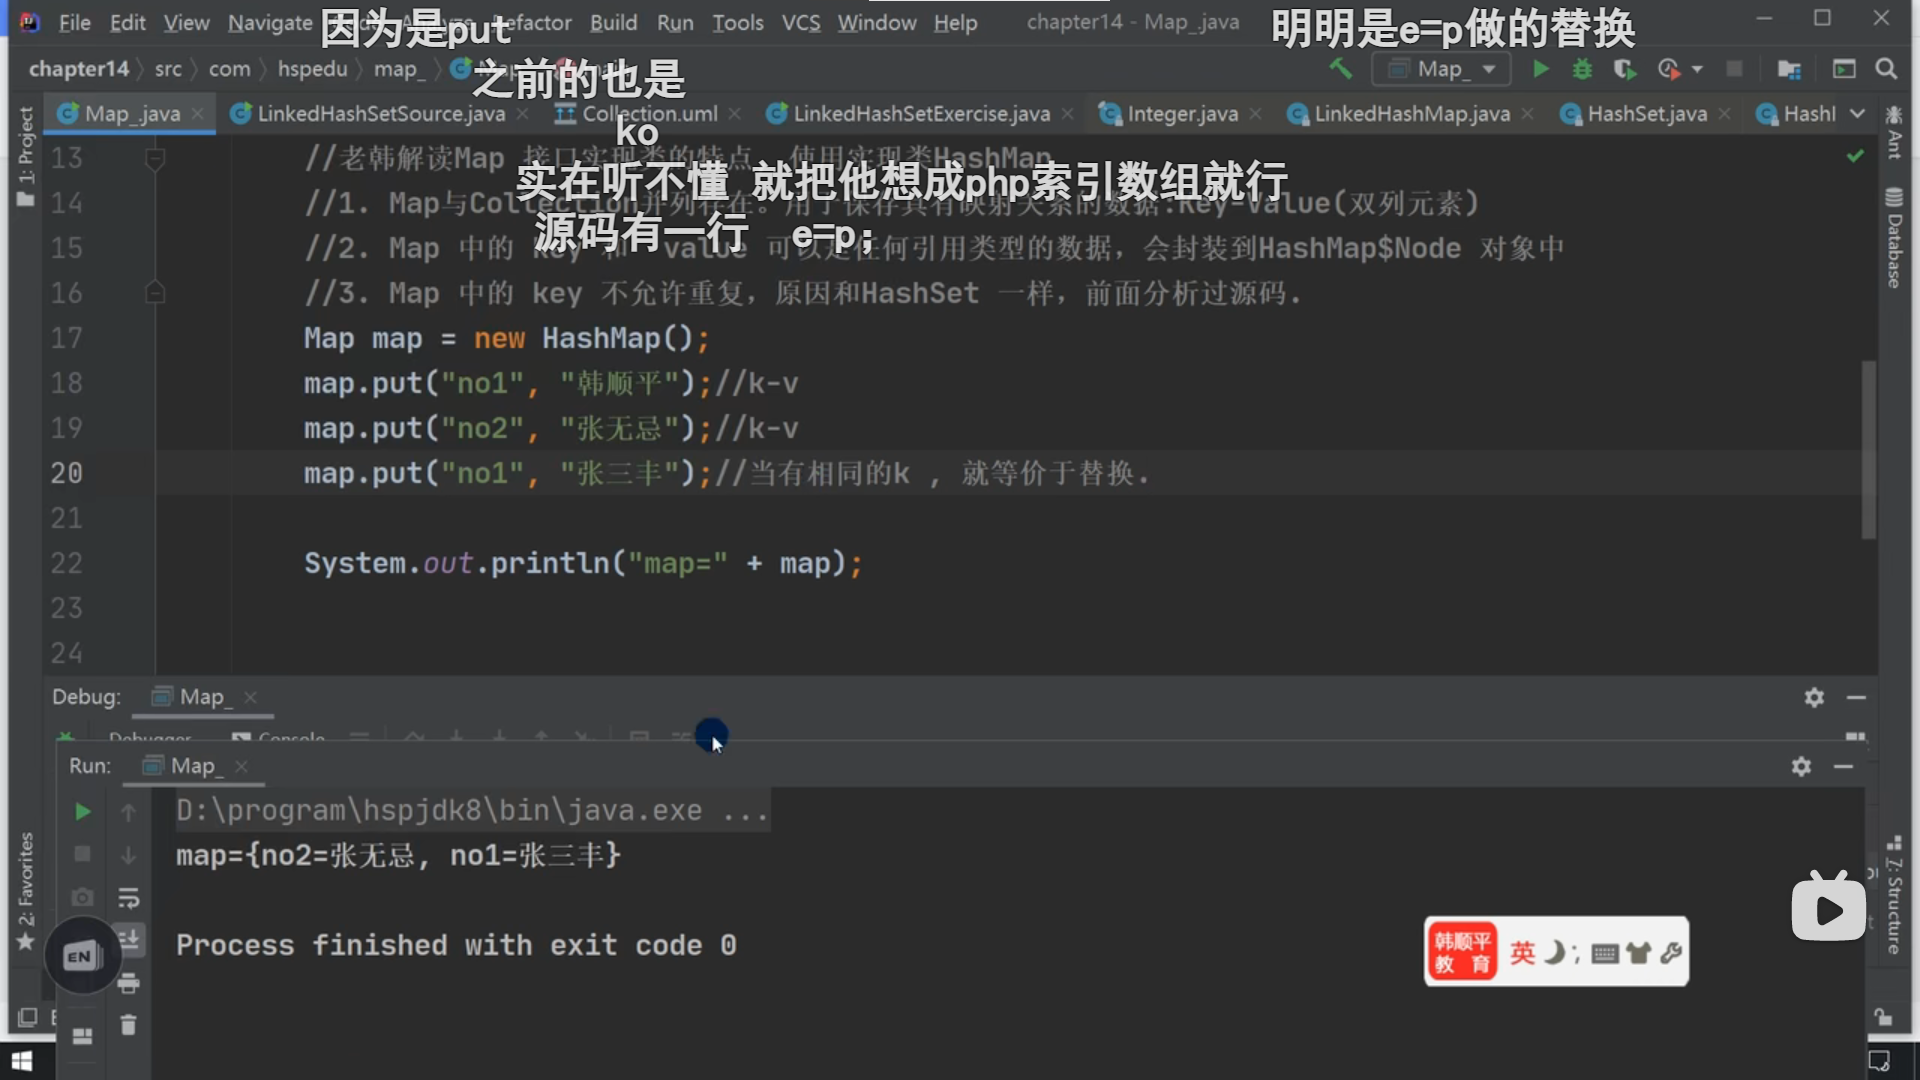 File Edit View Navigate Refactor Build Run Tools VCS Window Help chapter14 - Map_.java
因为是put
明明是e=p做的替换
chapter14 src com hspedu map_
Map_
之前的也是
Map_.java LinkedHashSetSource.java Collection.uml LinkedHashSetExercise.java Integer.java LinkedHashMap.java HashSet.java Hash
ko
1: Project
Ant
Database
13 //老韩解读Map 接口实现类的特点, 使用实现类HashMap
实在听不懂 就把他想成php索引数组就行
14 //1. Map与Collection并列存在。用于保存具有映射关系的数据:Key-Value(双列元素)
源码有一行 e=p;
15 //2. Map 中的 key 和 value 可以是任何引用类型的数据，会封装到HashMap$Node 对象中
16 //3. Map 中的 key 不允许重复，原因和HashSet 一样，前面分析过源码.
17 Map map = new HashMap();
18 map.put("no1", "韩顺平");//k-v
19 map.put("no2", "张无忌");//k-v
20 map.put("no1", "张三丰");//当有相同的k , 就等价于替换.
21
22 System.out.println("map=" + map);
23
24
Debug: Map_
Debugger Console
Run: Map_
D:\program\hspjdk8\bin\java.exe ...
map={no2=张无忌, no1=张三丰}
Process finished with exit code 0
2: Favorites
7: Structure
EN
韩顺平
教 育
英 ;